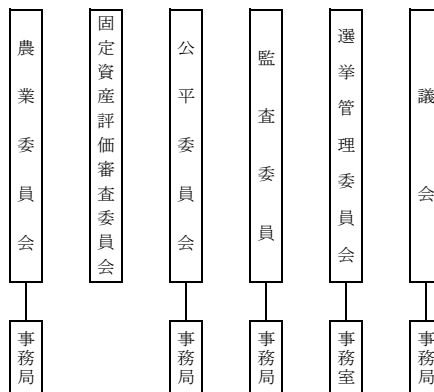 議会
選挙管理委員会
監査委員
公平委員会
固定資産評価審査委員会
農業委員会
事務局
事務室
事務局
事務局
事務局